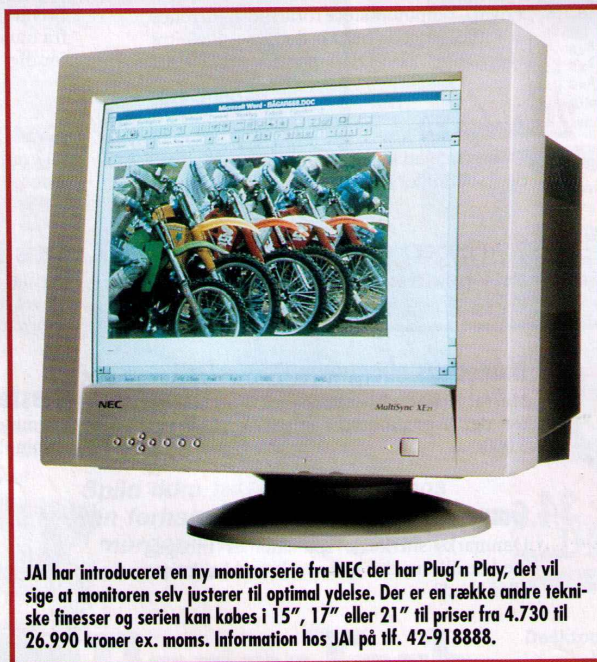 Microsoft Word - BÅGAR688.DOC
NEC
MultiSync XE21
JAI har introduceret en ny monitorserie fra NEC der har Plug'n Play, det vil
sige at monitoren selv justerer til optimal ydelse. Der er en række andre tekni-
ske finesser og serien kan købes i 15”, 17” eller 21” til priser fra 4.730 til
26.990 kroner ex. moms. Information hos JAI på tlf. 42-918888.